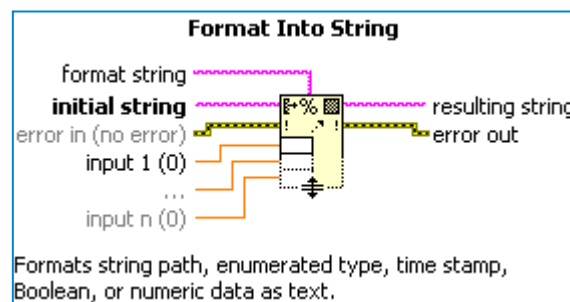 Format Into String
format string
initial string
resulting string
error in (no error)
error out
input 1 (0)
...
input n (0)
Formats string path, enumerated type, time stamp,
Boolean, or numeric data as text.